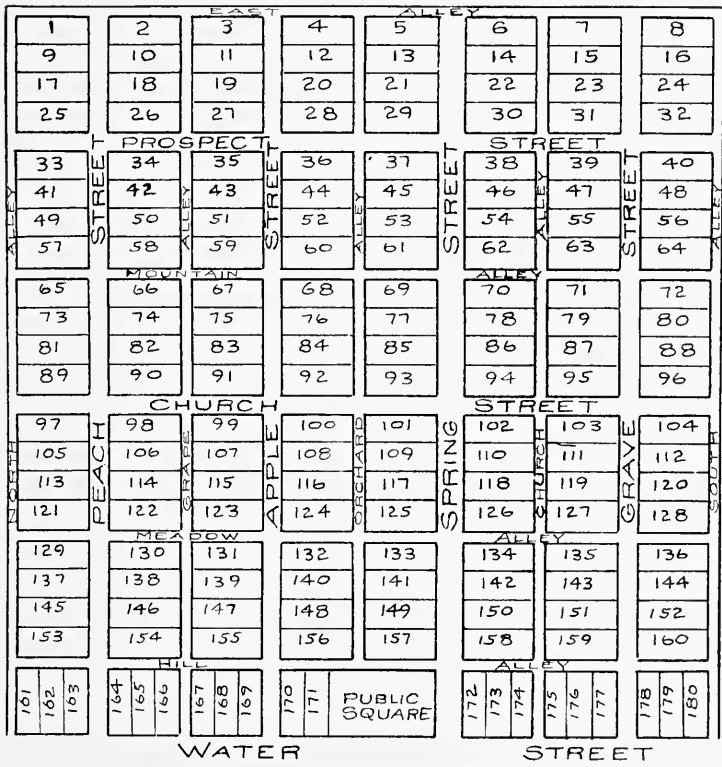 EAST ALLEY
1 2 3 4 5 6 7 8
9 10 11 12 13 14 15 16
17 18 19 20 21 22 23 24
25 26 27 28 29 30 31 32
PROSPECT STREET
33 34 35 36 37 38 39 40
41 42 43 44 45 46 47 48
49 50 51 52 53 54 55 56
57 58 59 60 61 62 63 64
ALLEY
STREET
ALLEY
STREET
ALLEY
STREET
ALLEY
STREET
ALLEY
MOUNTAIN ALLEY
65 66 67 68 69 70 71 72
73 74 75 76 77 78 79 80
81 82 83 84 85 86 87 88
89 90 91 92 93 94 95 96
CHURCH STREET
97 98 99 100 101 102 103 104
105 106 107 108 109 110 111 112
113 114 115 116 117 118 119 120
121 122 123 124 125 126 127 128
NORTH
PEACH
GRAPE
APPLE
ORCHARD
SPRING
CHURCH
GRAVE
SOUTH
MEADOW ALLEY
129 130 131 132 133 134 135 136
137 138 139 140 141 142 143 144
145 146 147 148 149 150 151 152
153 154 155 156 157 158 159 160
HILL ALLEY
161 162 163 164 165 166 167 168 169 170 171 PUBLIC SQUARE 172 173 174 175 176 177 178 179 180
WATER STREET